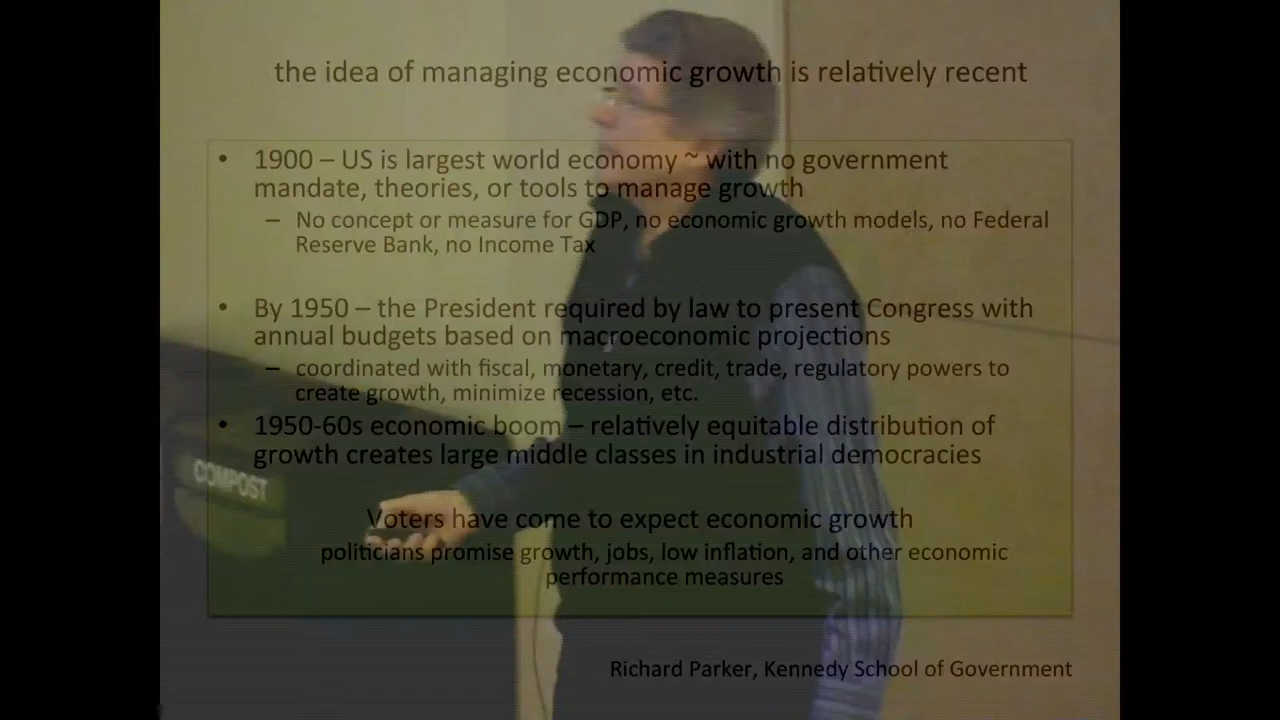 the idea of managing economic growth is relatively recent
• 1900 – US is largest world economy ~ with no government
mandate, theories, or tools to manage growth
– No concept or measure for GDP, no economic growth models, no Federal
Reserve Bank, no Income Tax
• By 1950 – the President required by law to present Congress with
annual budgets based on macroeconomic projections
– coordinated with fiscal, monetary, credit, trade, regulatory powers to
create growth, minimize recession, etc.
• 1950-60s economic boom – relatively equitable distribution of
growth creates large middle classes in industrial democracies
COMPOST
Voters have come to expect economic growth
politicians promise growth, jobs, low inflation, and other economic
performance measures
Richard Parker, Kennedy School of Government